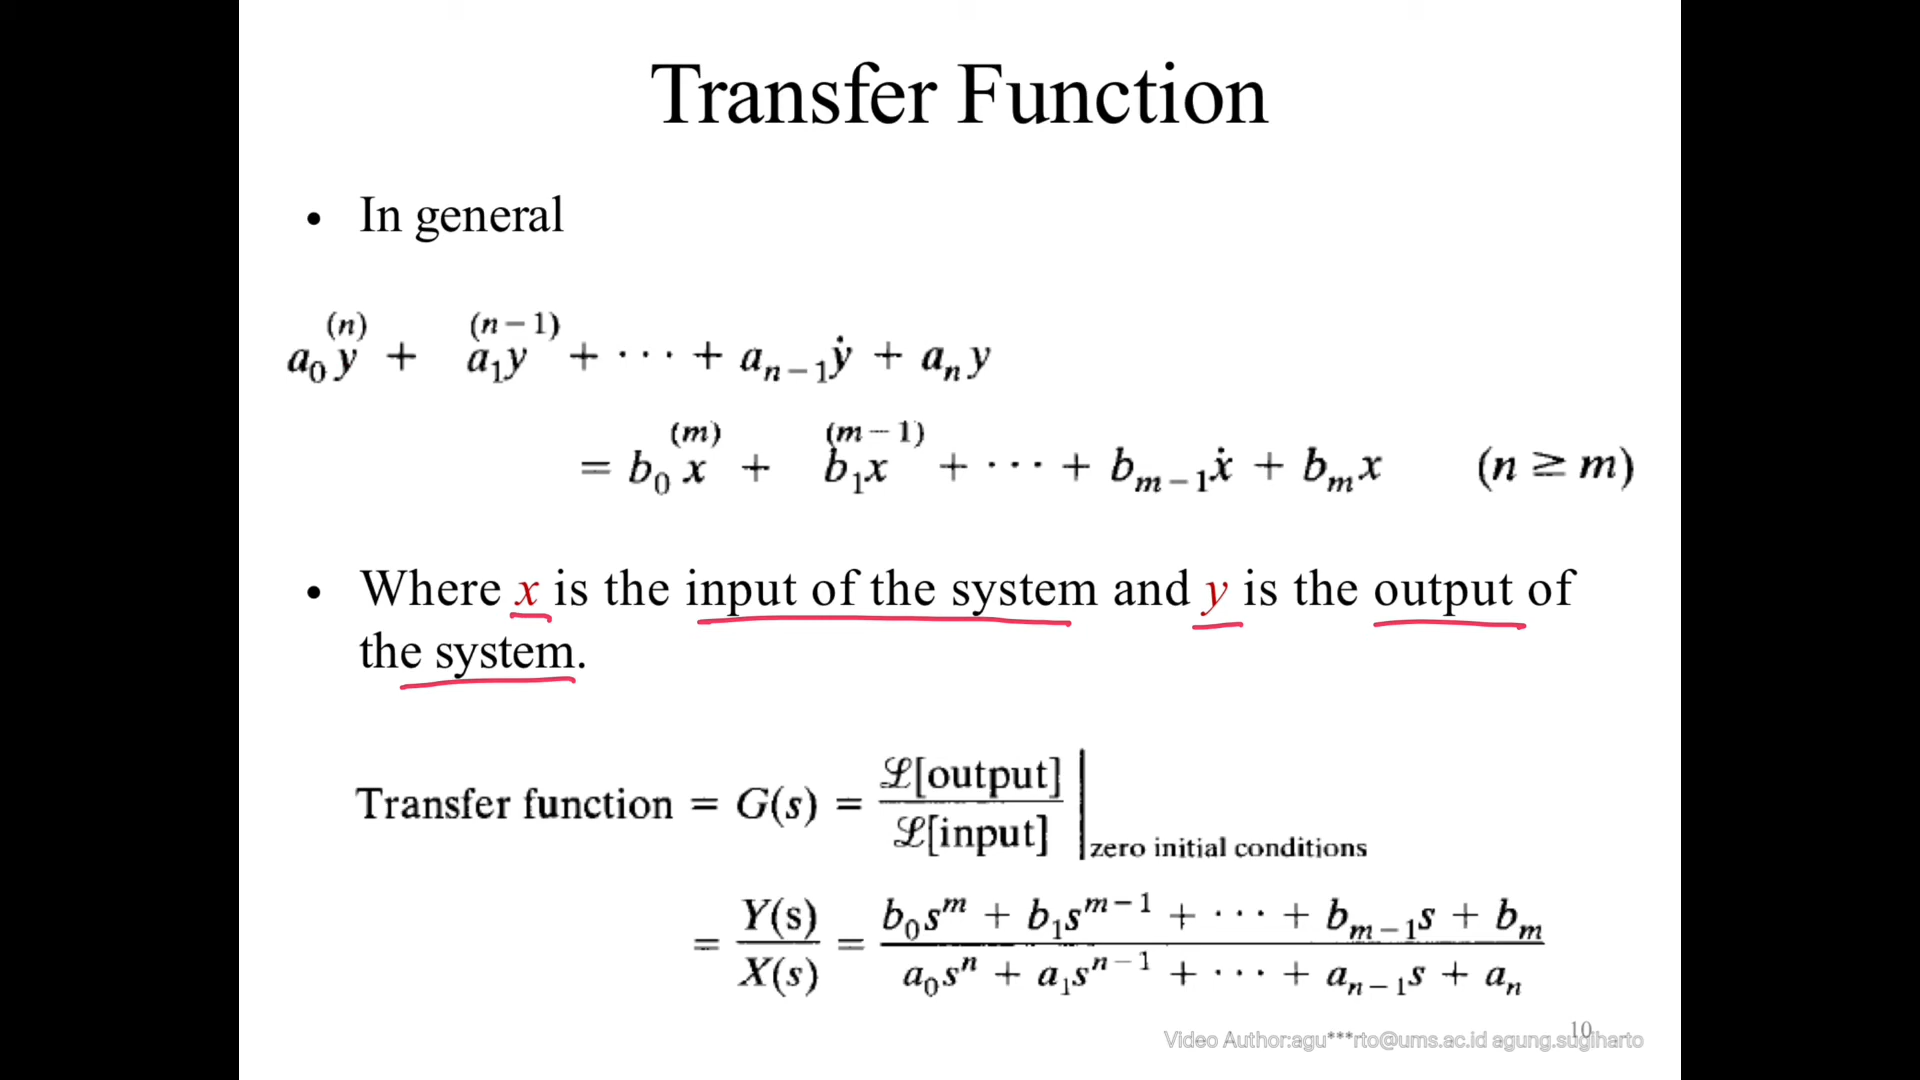 Transfer Function
• In general
a₀y⁽ⁿ⁾ + a₁y⁽ⁿ⁻¹⁾ + ··· + aₙ₋₁ẏ + aₙy
= b₀x⁽ᵐ⁾ + b₁x⁽ᵐ⁻¹⁾ + ··· + bₘ₋₁ẋ + bₘx (n ≥ m)
• Where x is the input of the system and y is the output of
the system.
Transfer function = G(s) = ℒ[output] / ℒ[input] | zero initial conditions
= Y(s) / X(s) = (b₀sᵐ + b₁sᵐ⁻¹ + ··· + bₘ₋₁s + bₘ) / (a₀sⁿ + a₁sⁿ⁻¹ + ··· + aₙ₋₁s + aₙ)
10
Video Author:agu***rto@ums.ac.id agung.sugiharto